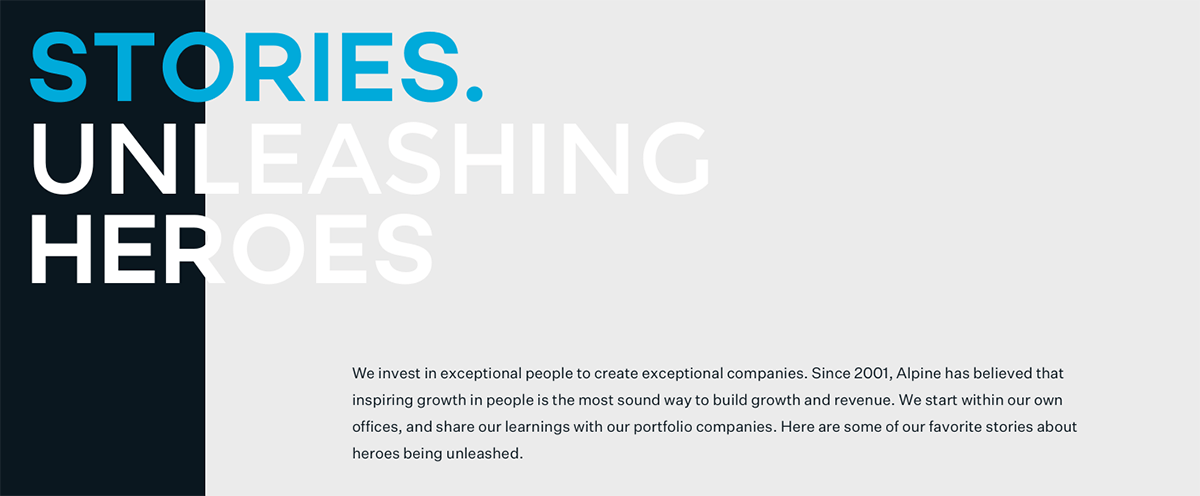 STORIES.
UNLEASHING
HEROES
We invest in exceptional people to create exceptional companies. Since 2001, Alpine has believed that
inspiring growth in people is the most sound way to build growth and revenue. We start within our own
offices, and share our learnings with our portfolio companies. Here are some of our favorite stories about
heroes being unleashed.